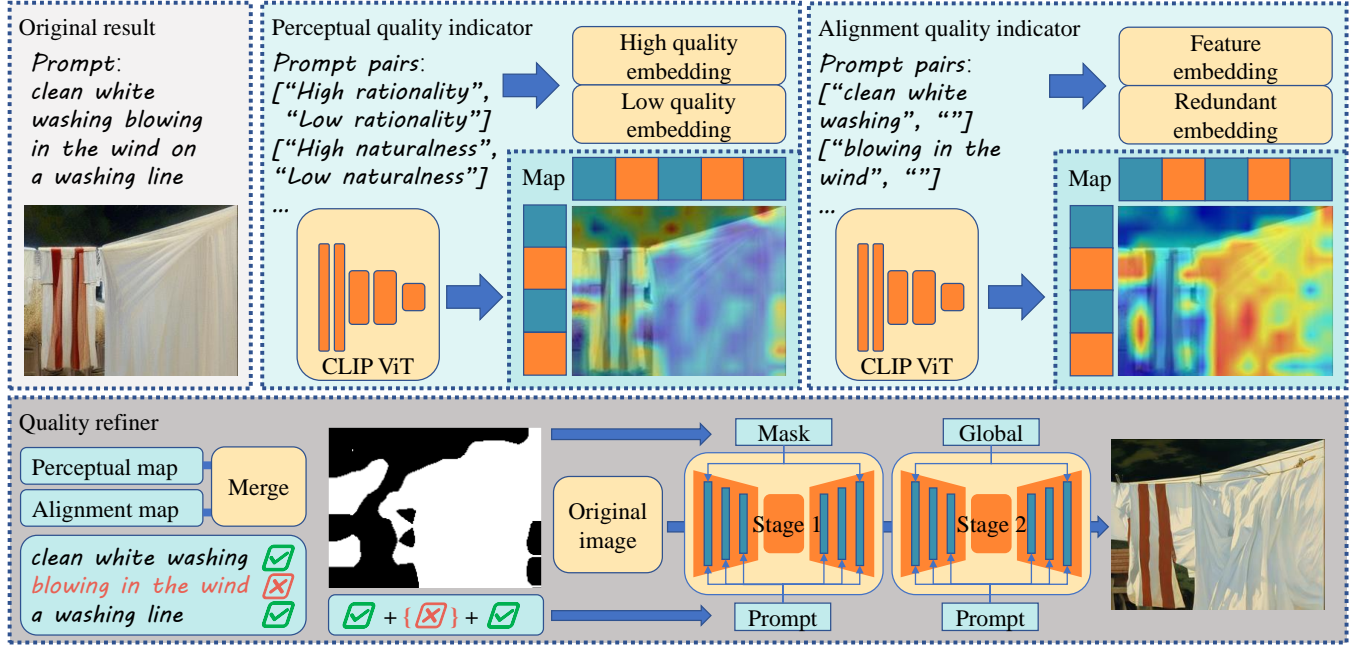 Original result
Prompt:
clean white
washing blowing
in the wind on
a washing line
Perceptual quality indicator
Prompt pairs:
["High rationality",
"Low rationality"]
["High naturalness",
"Low naturalness"]
...
High quality
embedding
Low quality
embedding
Map
CLIP ViT
Alignment quality indicator
Prompt pairs:
["clean white
washing", ""]
["blowing in the
wind", ""]
...
Feature
embedding
Redundant
embedding
Map
CLIP ViT
Quality refiner
Perceptual map
Alignment map
Merge
clean white washing
blowing in the wind
a washing line
+ { } +
Original
image
Mask
Stage 1
Prompt
Global
Stage 2
Prompt